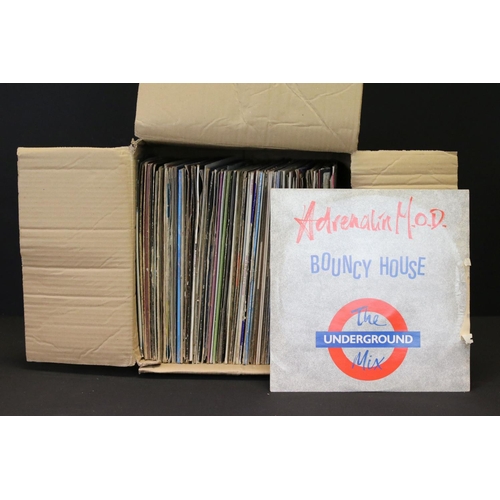 Adrenalin M.O.D.
BOUNCY HOUSE
The
UNDERGROUND
Mix